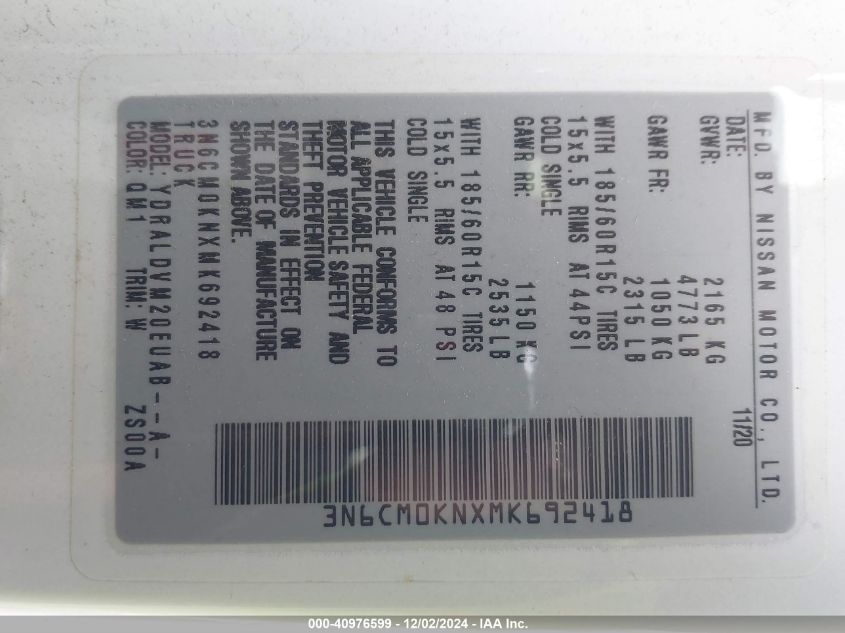 MFD. BY NISSAN MOTOR CO., LTD.
DATE: 11/20
GVWR: 2165 KG
4773 LB
GAWR FR: 1050 KG
2315 LB
WITH 185/60R15C TIRES
15x5.5 RIMS AT 44PSI
COLD SINGLE
GAWR RR: 1150 KG
2535 LB
WITH 185/60R15C TIRES
15x5.5 RIMS AT 48 PSI
COLD SINGLE
THIS VEHICLE CONFORMS TO
ALL APPLICABLE FEDERAL
MOTOR VEHICLE SAFETY AND
THEFT PREVENTION
STANDARDS IN EFFECT ON
THE DATE OF MANUFACTURE
SHOWN ABOVE.
3N6CM0KNXMK692418
TRUCK
MODEL: YDRALDVM20EUAB--A-
COLOR: QM1 TRIM: W ZS00A
3N6CM0KNXMK692418
000-40976599 - 12/02/2024 - IAA Inc.